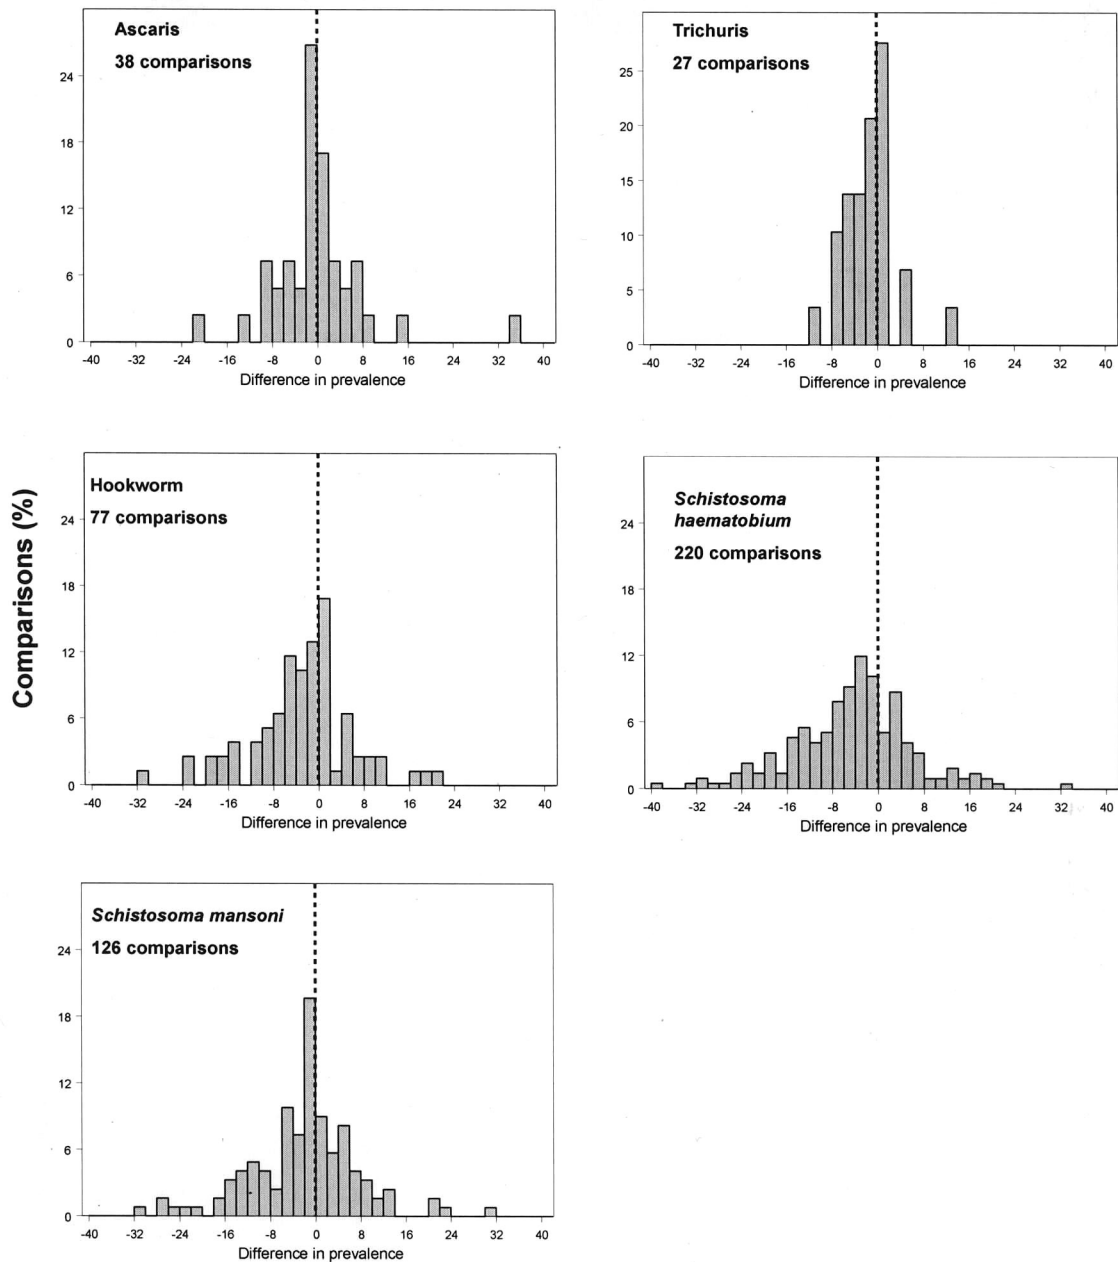 Comparisons (%)
Ascaris
38 comparisons
24
18
12
6
0
-40 -32 -24 -16 -8 0 8 16 24 32 40
Difference in prevalence
Trichuris
27 comparisons
25
20
15
10
5
0
-40 -32 -24 -16 -8 0 8 16 24 32 40
Difference in prevalence
Hookworm
77 comparisons
24
18
12
6
0
-40 -32 -24 -16 -8 0 8 16 24 32 40
Difference in prevalence
Schistosoma
haematobium
220 comparisons
24
18
12
6
0
-40 -32 -24 -16 -8 0 8 16 24 32 40
Difference in prevalence
Schistosoma mansoni
126 comparisons
24
18
12
6
0
-40 -32 -24 -16 -8 0 8 16 24 32 40
Difference in prevalence